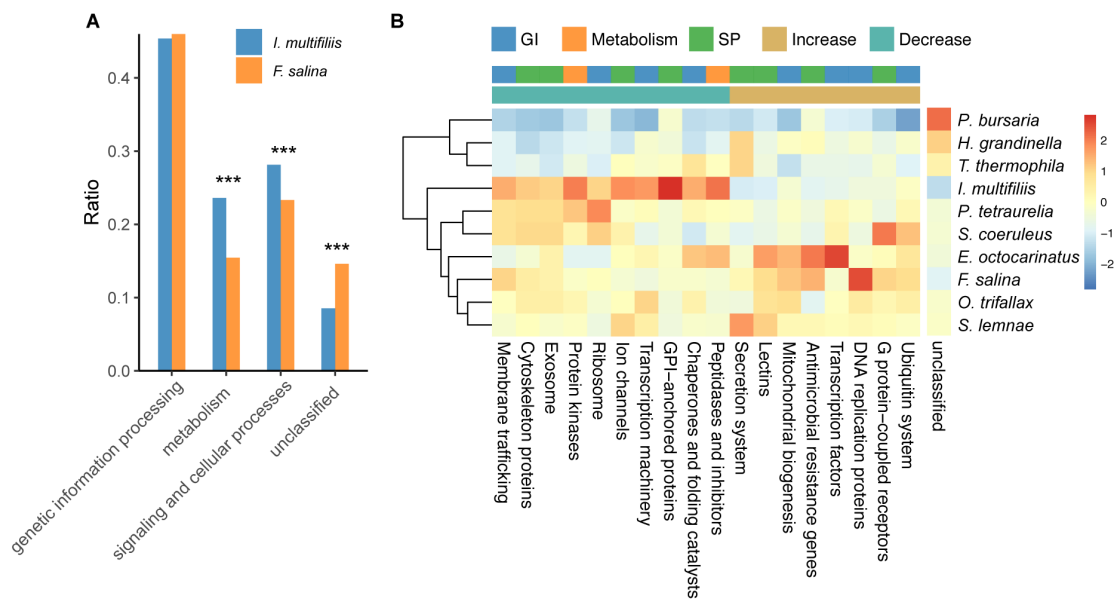 A
I. multifiliis
F. salina
Ratio
0.4
0.3
0.2
0.1
0.0
***
***
***
genetic information processing
metabolism
signaling and cellular processes
unclassified
B
GI
Metabolism
SP
Increase
Decrease
P. bursaria
H. grandinella
T. thermophila
I. multifiliis
P. tetraurelia
S. coeruleus
E. octocarinatus
F. salina
O. trifallax
S. lemnae
2
1
0
−1
−2
Membrane trafficking
Cytoskeleton proteins
Exosome
Protein kinases
Ribosome
Ion channels
Transcription machinery
GPI−anchored proteins
Chaperones and folding catalysts
Peptidases and inhibitors
Secretion system
Lectins
Mitochondrial biogenesis
Antimicrobial resistance genes
Transcription factors
DNA replication proteins
G protein−coupled receptors
Ubiquitin system
unclassified